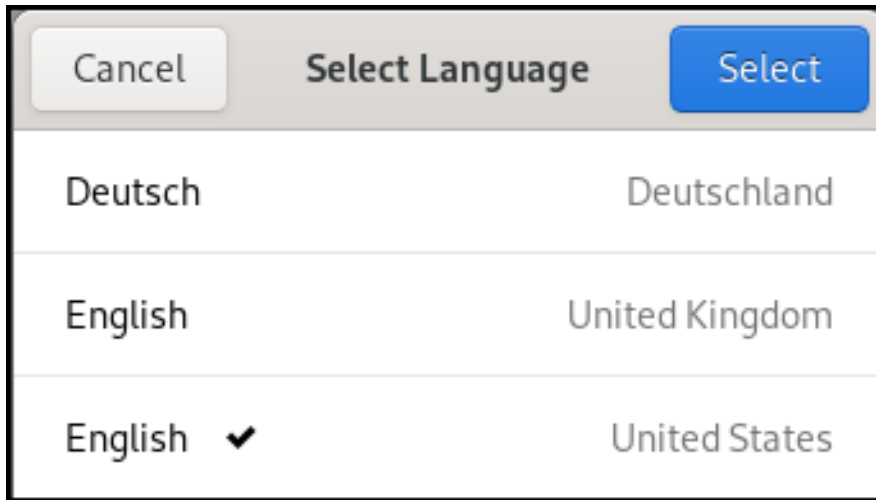 Cancel Select Language Select
Deutsch Deutschland
English United Kingdom
English ✔ United States